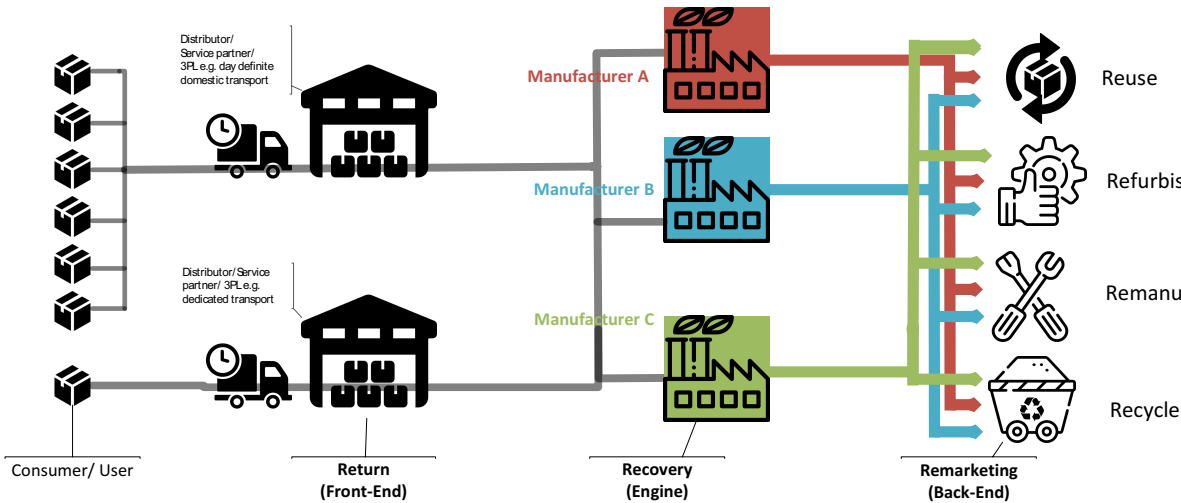 Distributor/
Service partner/
3PL e.g. day definite
domestic transport
Manufacturer A
Reuse
Manufacturer B
Refurbis
Distributor/ Service
partner/ 3PL e.g.
dedicated transport
Remanu
Manufacturer C
Recycle
Consumer/ User
Return
(Front-End)
Recovery
(Engine)
Remarketing
(Back-End)